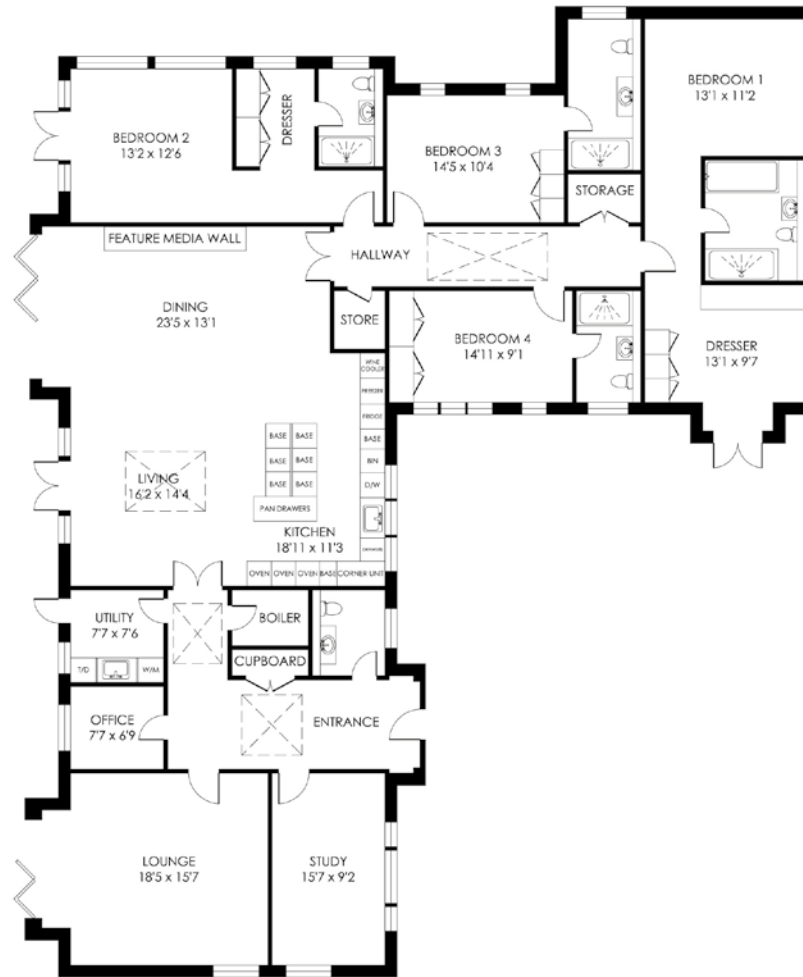 BEDROOM 1
13'1 x 11'2
BEDROOM 2
13'2 x 12'6
DRESSER
BEDROOM 3
14'5 x 10'4
STORAGE
FEATURE MEDIA WALL
HALLWAY
DINING
23'5 x 13'1
STORE
BEDROOM 4
14'11 x 9'1
DRESSER
13'1 x 9'7
WINE
COOLER
FREEZER
FRIDGE
BASE
BASE
BASE
BASE
BASE
BIN
BASE
BASE
D/W
LIVING
16'2 x 14'4
PAN DRAWERS
KITCHEN
18'11 x 11'3
OVEN
OVEN
OVEN
BASE
CORNER UNIT
UTILITY
7'7 x 7'6
BOILER
T/D
W/M
CUPBOARD
OFFICE
7'7 x 6'9
ENTRANCE
LOUNGE
18'5 x 15'7
STUDY
15'7 x 9'2